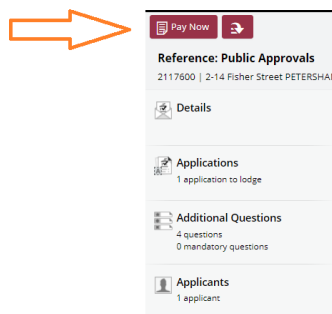 Pay Now
Reference: Public Approvals
2117600 | 2-14 Fisher Street PETERSHA
Details
Applications
1 application to lodge
Additional Questions
4 questions
0 mandatory questions
Applicants
1 applicant